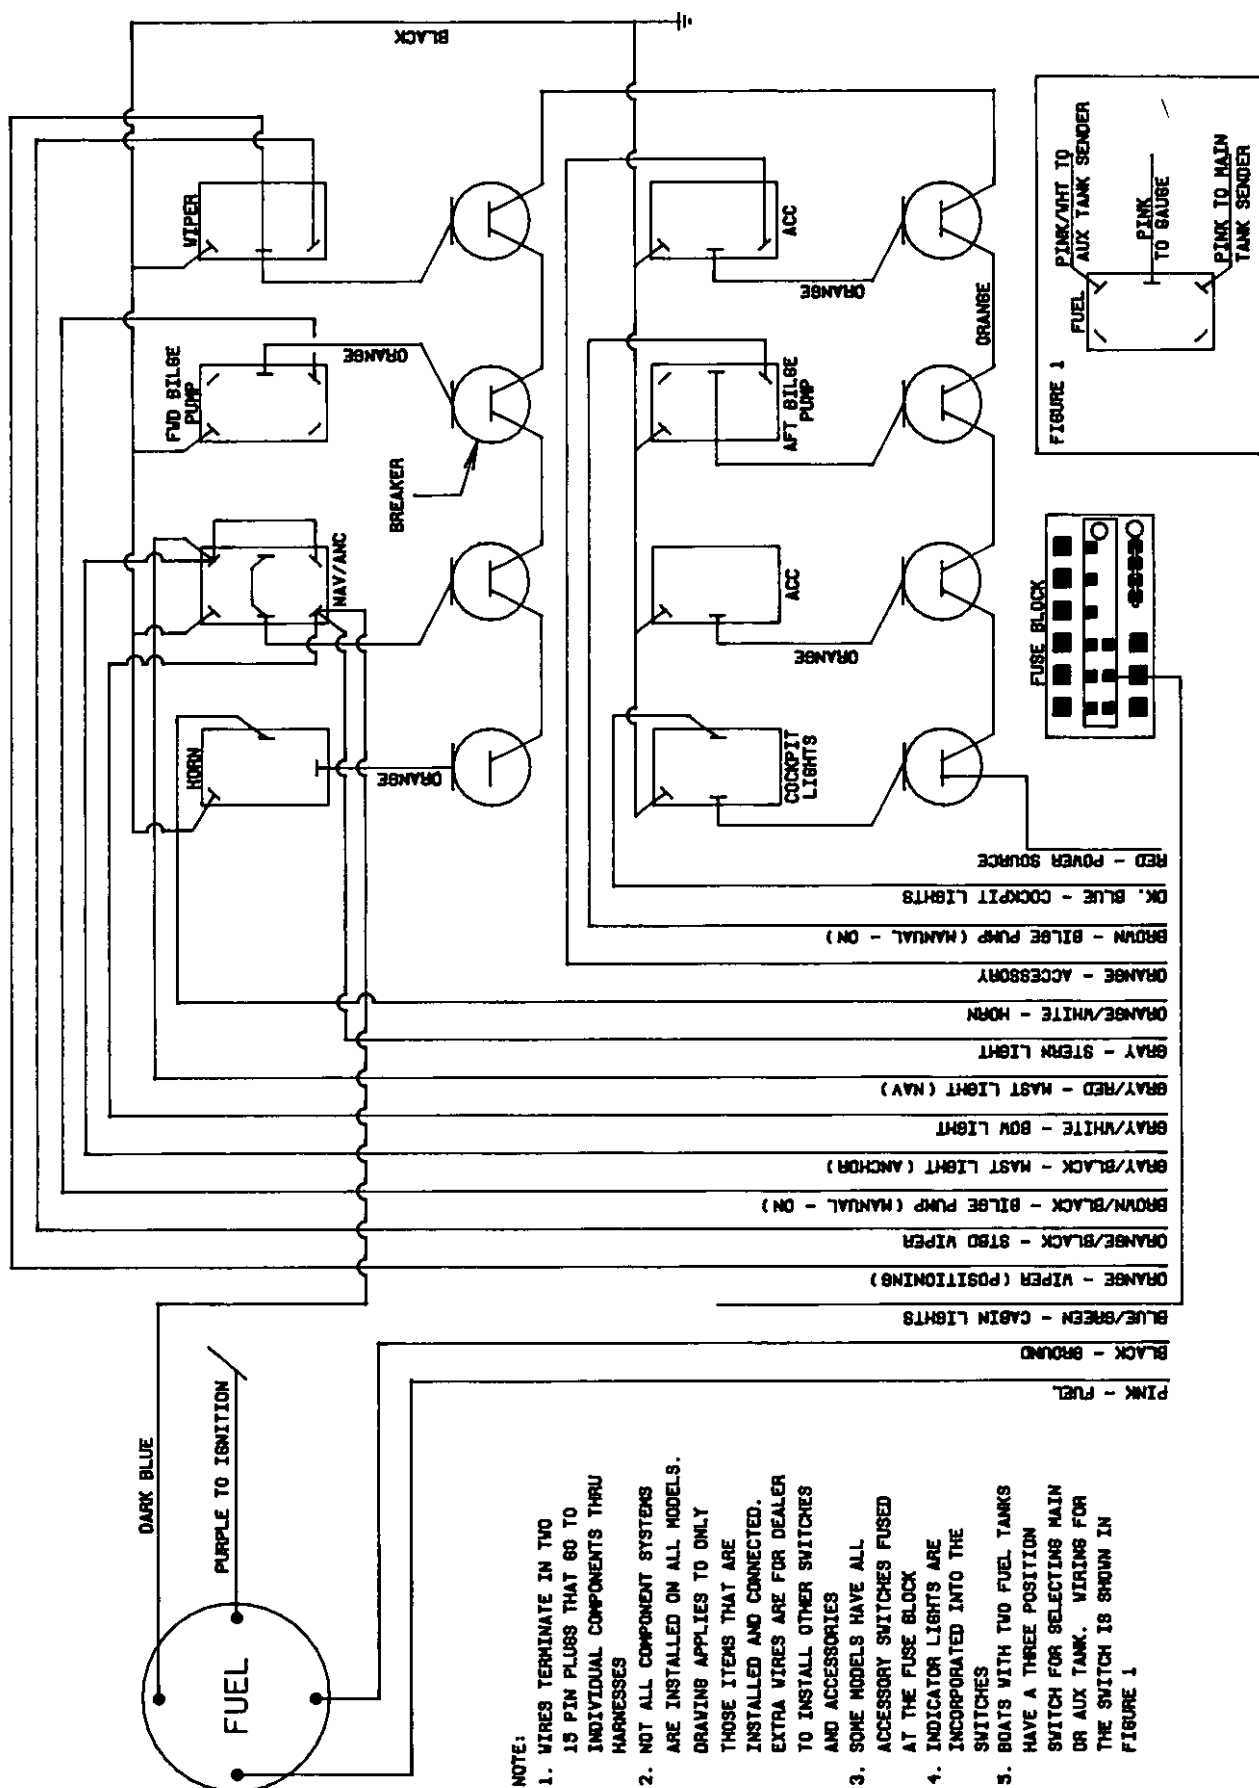 BLACK
WIPER
FWD BILGE
PUMP
NAV/ANC
HORN
ORANGE
ORANGE
BREAKER
ACC
AFT BILGE
PUMP
ACC
COCKPIT
LIGHTS
ORANGE
ORANGE
ORANGE
FUSE BLOCK
FIGURE 1
FUEL
PINK/WHT TO
AUX TANK SENDER
PINK
TO GAUGE
PINK TO MAIN
TANK SENDER
RED - POWER SOURCE
DK. BLUE - COCKPIT LIGHTS
BROWN - BILGE PUMP (MANUAL - ON)
ORANGE - ACCESSORY
ORANGE/WHITE - HORN
GRAY - STERN LIGHT
GRAY/RED - MAST LIGHT (NAV)
GRAY/WHITE - BOW LIGHT
GRAY/BLACK - MAST LIGHT (ANCHOR)
BROWN/BLACK - BILGE PUMP (MANUAL - ON)
ORANGE/BLACK - STBD WIPER
ORANGE - WIPER (POSITIONING)
BLUE/GREEN - CABIN LIGHTS
BLACK - GROUND
PINK - FUEL
DARK BLUE
PURPLE TO IGNITION
FUEL
NOTE:
1. WIRES TERMINATE IN TWO
15 PIN PLUGS THAT GO TO
INDIVIDUAL COMPONENTS THRU
HARNESSES
2. NOT ALL COMPONENT SYSTEMS
ARE INSTALLED ON ALL MODELS.
DRAWING APPLIES TO ONLY
THOSE ITEMS THAT ARE
INSTALLED AND CONNECTED.
EXTRA WIRES ARE FOR DEALER
TO INSTALL OTHER SWITCHES
AND ACCESSORIES
3. SOME MODELS HAVE ALL
ACCESSORY SWITCHES FUSED
AT THE FUSE BLOCK
4. INDICATOR LIGHTS ARE
INCORPORATED INTO THE
SWITCHES
5. BOATS WITH TWO FUEL TANKS
HAVE A THREE POSITION
SWITCH FOR SELECTING MAIN
OR AUX TANK. WIRING FOR
THE SWITCH IS SHOWN IN
FIGURE 1